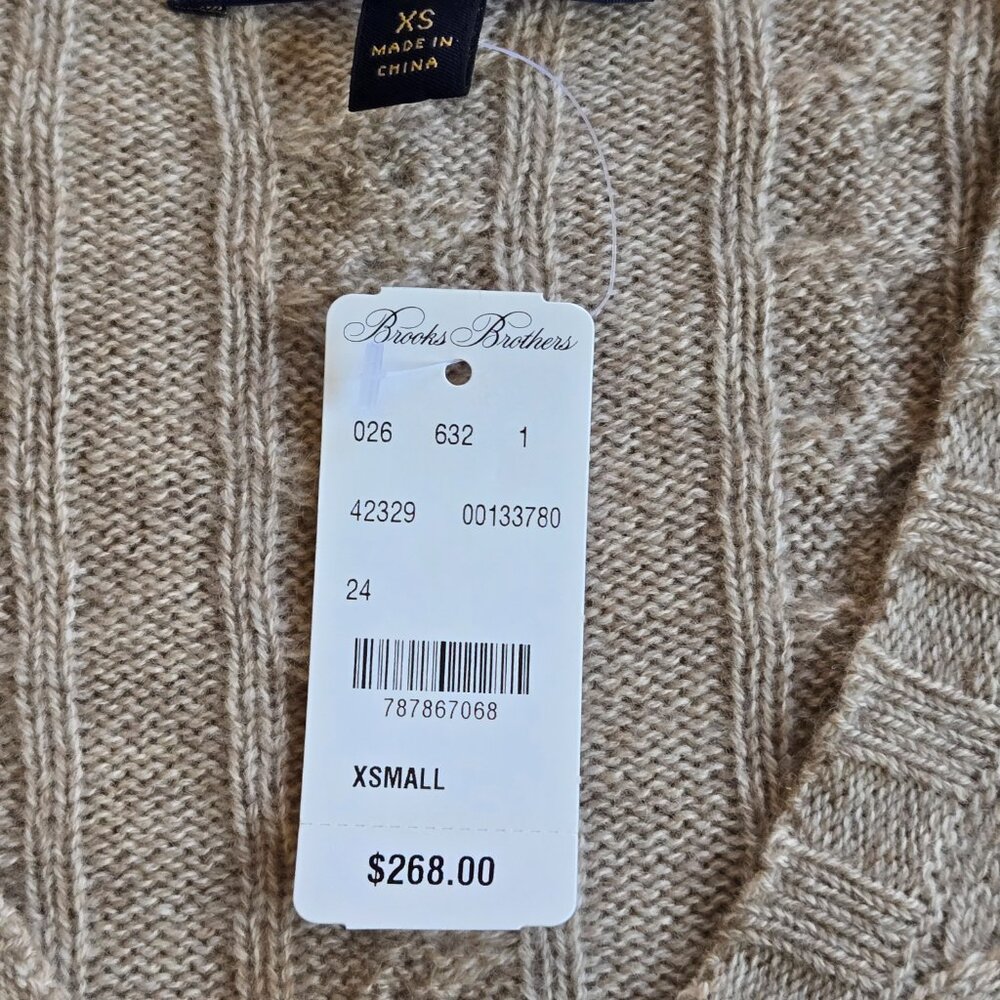 XS
MADE IN
CHINA
Brooks Brothers
026 632 1
42329 00133780
24
787867068
XSMALL
$268.00